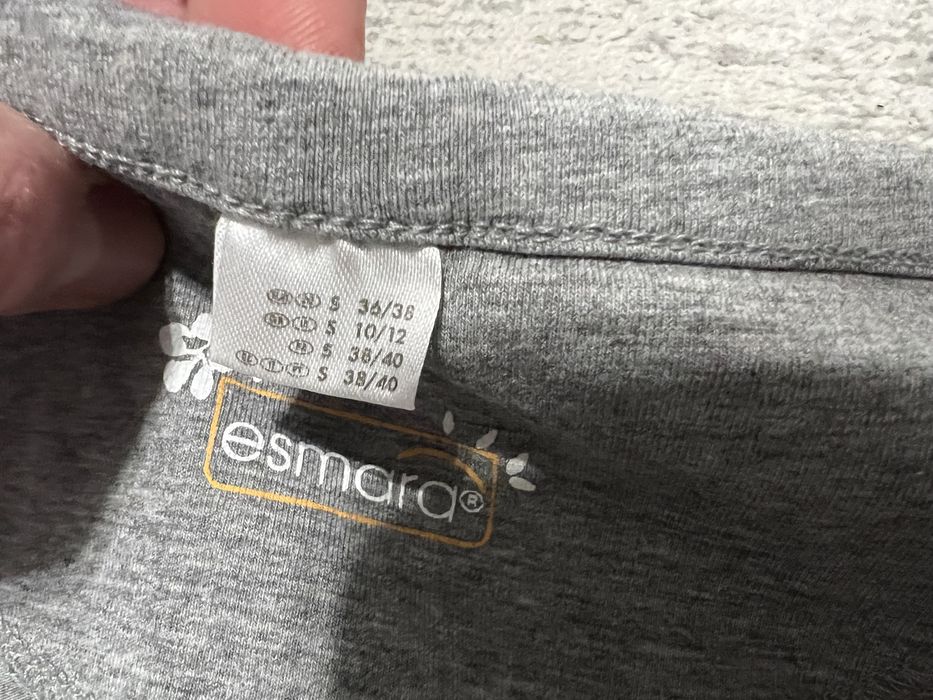 S 36/38
S 10/12
S 38/40
S 38/40
esmara®